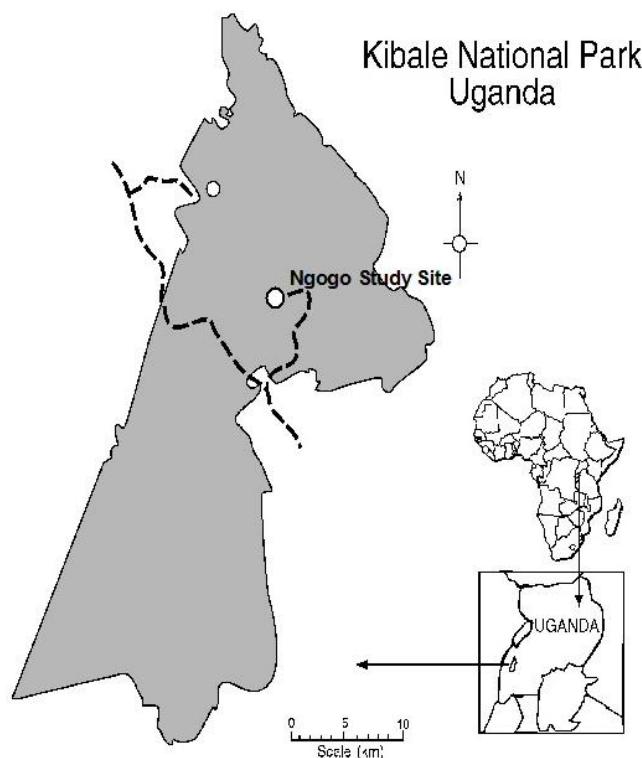 Kibale National Park
Uganda
N
Ngogo Study Site
UGANDA
0 5 10
Scale (km)